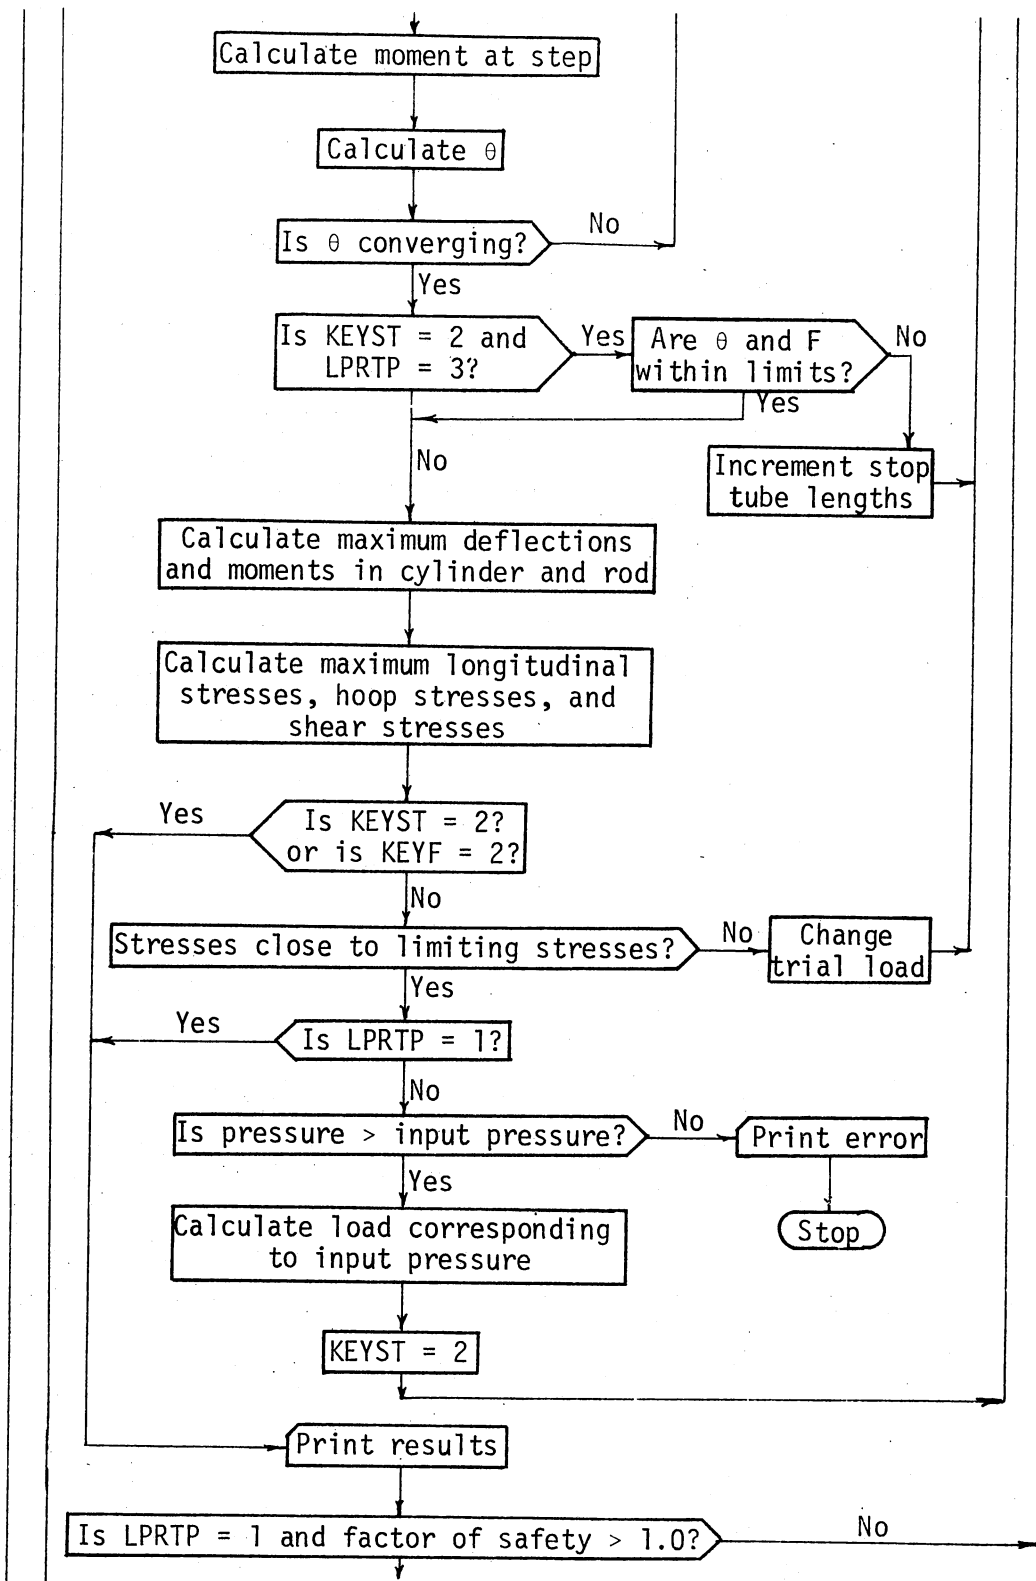 Calculate moment at step
Calculate θ
Is θ converging?
No
Yes
Is KEYST = 2 and
LPRTP = 3?
Yes
Are θ and F
within limits?
No
Yes
No
Increment stop
tube lengths
Calculate maximum deflections
and moments in cylinder and rod
Calculate maximum longitudinal
stresses, hoop stresses, and
shear stresses
Yes
Is KEYST = 2?
or is KEYF = 2?
No
Stresses close to limiting stresses?
No
Change
trial load
Yes
Yes
Is LPRTP = 1?
No
Is pressure > input pressure?
No
Print error
Yes
Stop
Calculate load corresponding
to input pressure
KEYST = 2
Print results
Is LPRTP = 1 and factor of safety > 1.0?
No